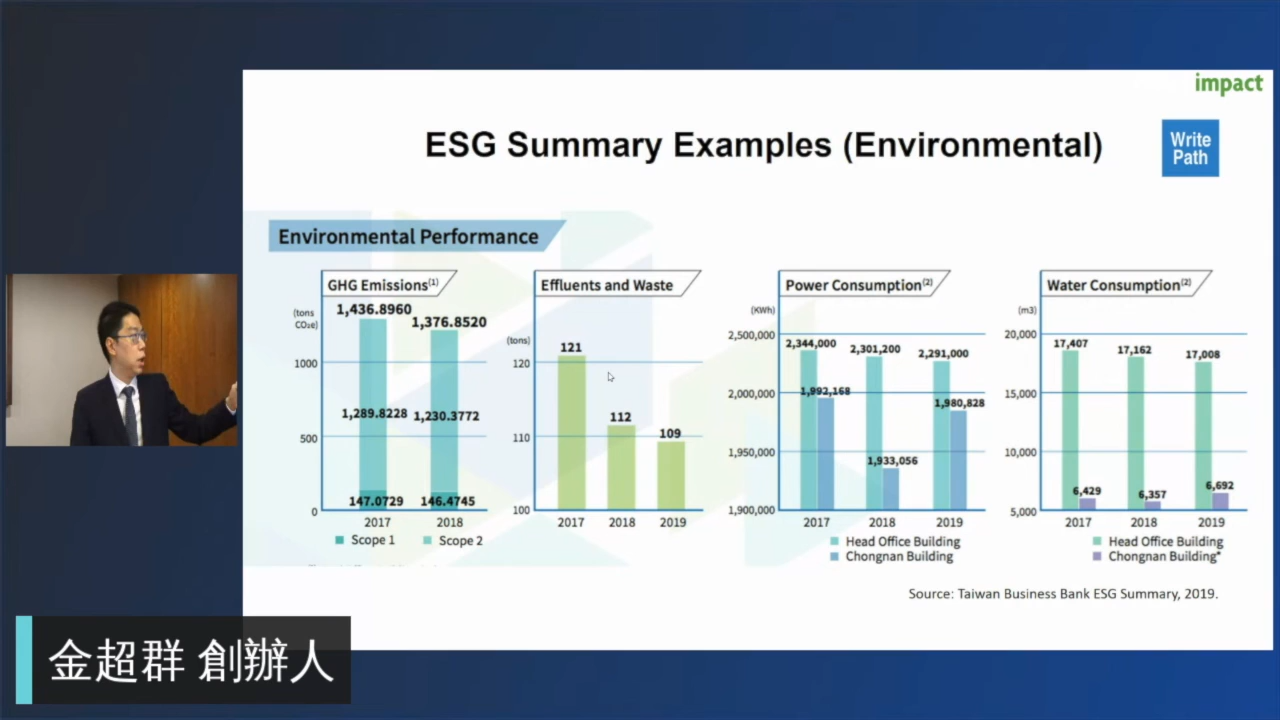 impact
ESG Summary Examples (Environmental)
Write
Path
Environmental Performance
GHG Emissions(1)
(tons
CO₂e)
1,436.8960
1,376.8520
1000
1,289.8228
1,230.3772
500
147.0729
146.4745
0
2017
2018
Scope 1
Scope 2
Effluents and Waste
(tons)
121
120
112
110
109
100
2017
2018
2019
Power Consumption(2)
(KWh)
2,500,000
2,344,000
2,301,200
2,291,000
2,000,000
1,992,168
1,980,828
1,950,000
1,933,056
1,900,000
2017
2018
2019
Head Office Building
Chongnan Building
Water Consumption(2)
(m3)
20,000
17,407
17,162
17,008
15,000
10,000
6,429
6,357
6,692
5,000
2017
2018
2019
Head Office Building
Chongnan Building*
Source: Taiwan Business Bank ESG Summary, 2019.
金超群 創辦人